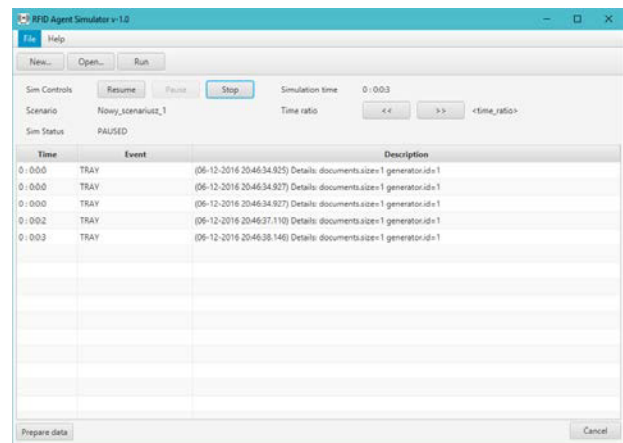 RFID Agent Simulator v-1.0
File Help
New... Open... Run
Sim Controls Resume Pause Stop Simulation time 0 : 0:0:3
Scenario Nowy_scenariusz_1 Time ratio << >> <time_ratio>
Sim Status PAUSED
Time Event Description
0 : 0:0:0 TRAY (06-12-2016 20:46:34.925) Details: documents.size=1 generator.id=1
0 : 0:0:0 TRAY (06-12-2016 20:46:34.927) Details: documents.size=1 generator.id=1
0 : 0:0:0 TRAY (06-12-2016 20:46:34.927) Details: documents.size=1 generator.id=1
0 : 0:0:2 TRAY (06-12-2016 20:46:37.110) Details: documents.size=1 generator.id=1
0 : 0:0:3 TRAY (06-12-2016 20:46:38.146) Details: documents.size=1 generator.id=1
Prepare data Cancel